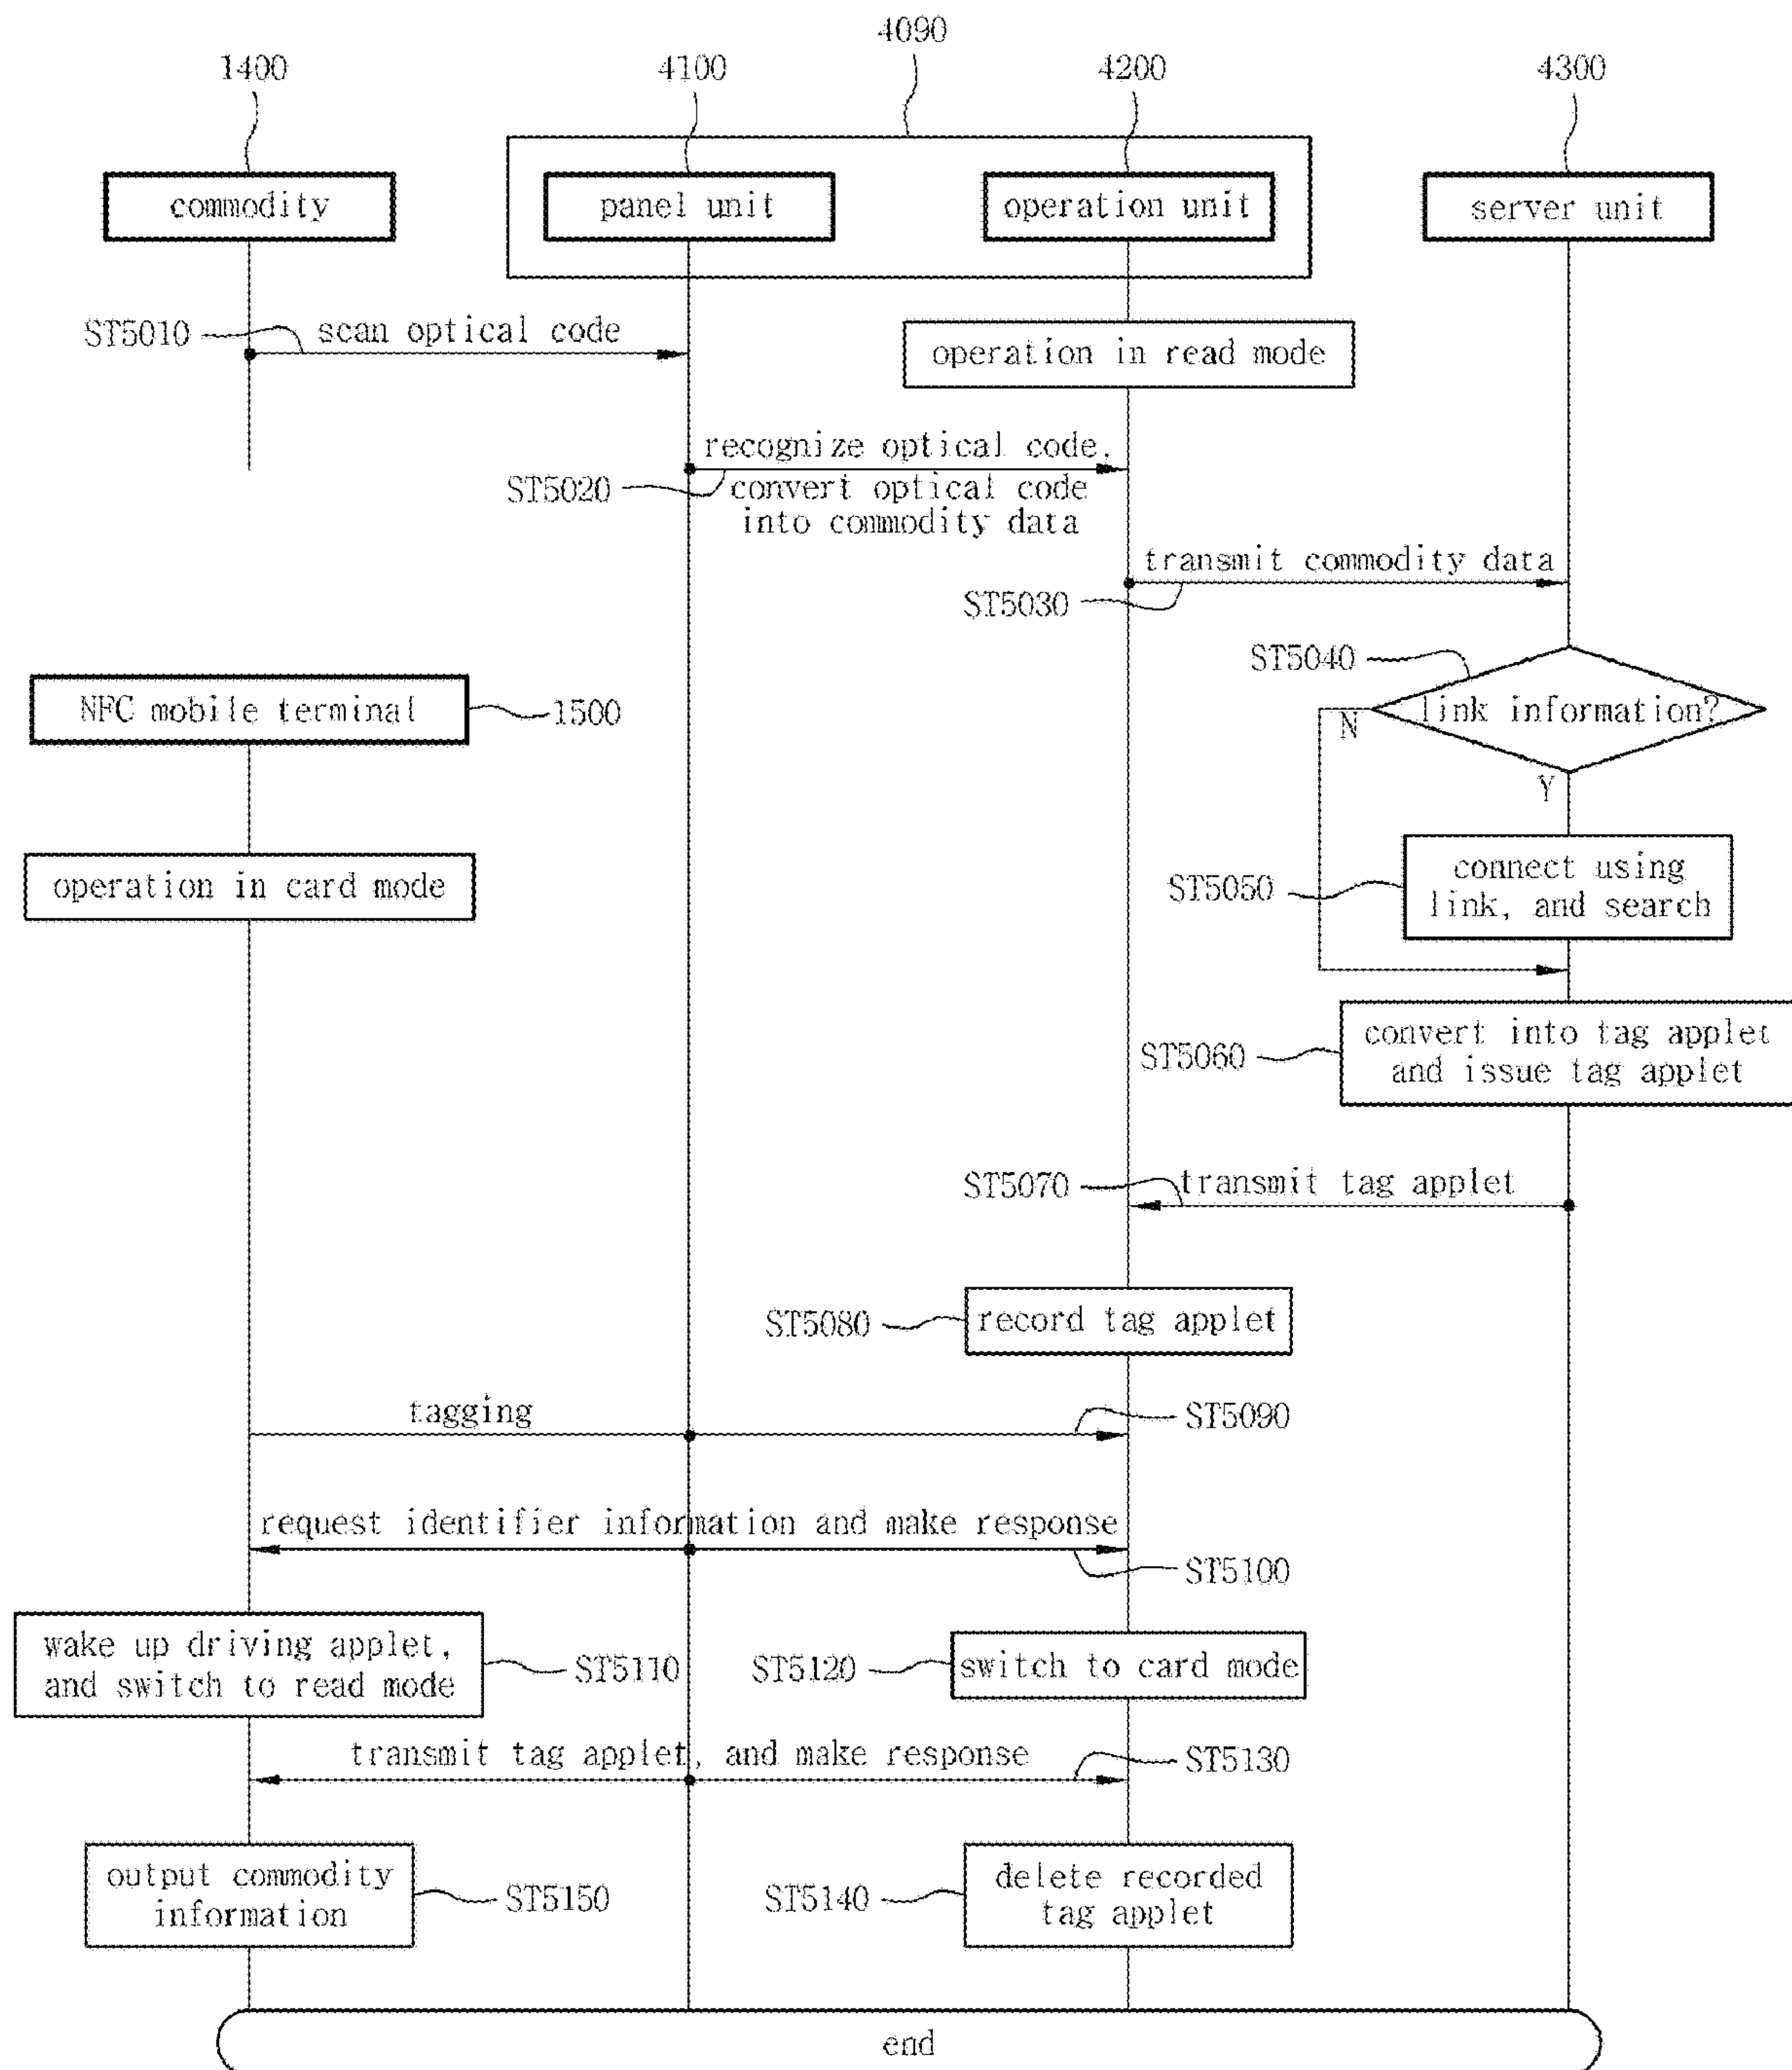 4090
1400
4100
4200
4300
commodity
panel unit
operation unit
server unit
ST5010
scan optical code
operation in read mode
recognize optical code,
ST5020
convert optical code
into commodity data
transmit commodity data
ST5030
ST5040
NFC mobile terminal
1500
link information?
N
Y
operation in card mode
ST5050
connect using
link, and search
ST5060
convert into tag applet
and issue tag applet
ST5070
transmit tag applet
ST5080
record tag applet
tagging
ST5090
request identifier information and make response
ST5100
wake up driving applet,
and switch to read mode
ST5110
ST5120
switch to card mode
transmit tag applet, and make response
ST5130
output commodity
information
ST5150
ST5140
delete recorded
tag applet
end